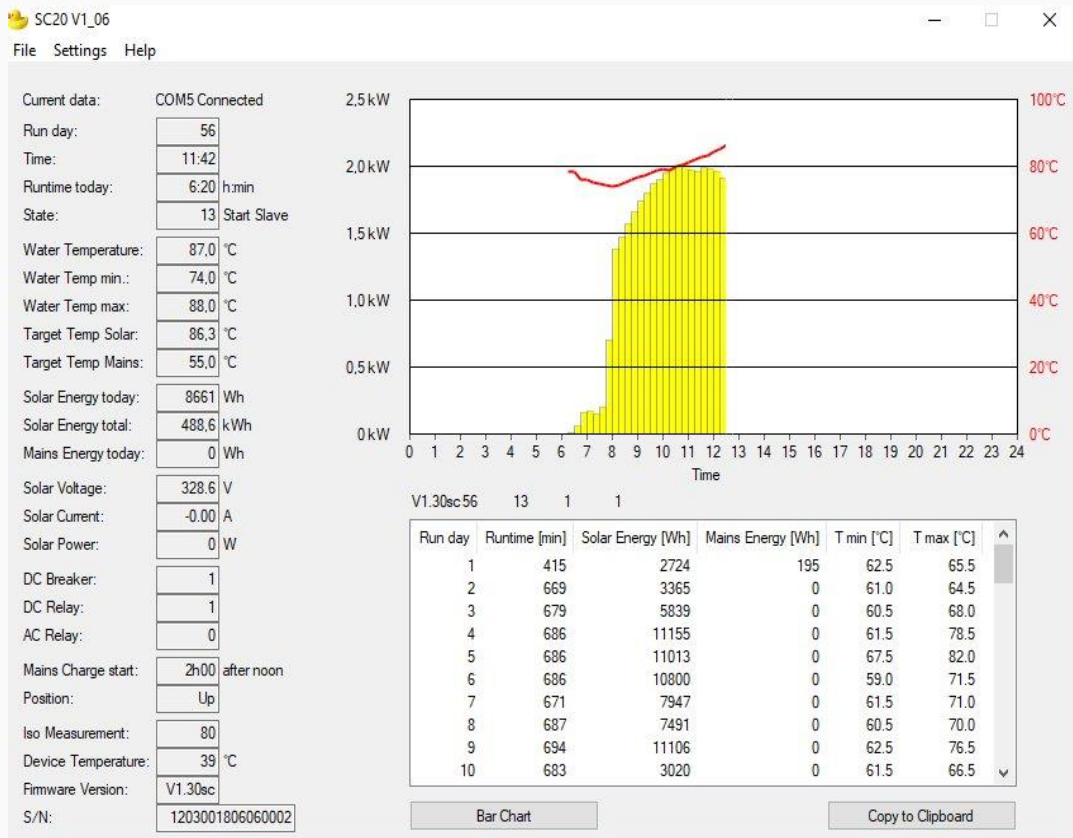 SC20 V1_06
File Settings Help
Current data: COM5 Connected
Run day: 56
Time: 11:42
Runtime today: 6:20 h:min
State: 13 Start Slave
Water Temperature: 87,0 °C
Water Temp min.: 74,0 °C
Water Temp max: 88,0 °C
Target Temp Solar: 86,3 °C
Target Temp Mains: 55,0 °C
Solar Energy today: 8661 Wh
Solar Energy total: 488,6 kWh
Mains Energy today: 0 Wh
Solar Voltage: 328.6 V
Solar Current: -0.00 A
Solar Power: 0 W
DC Breaker: 1
DC Relay: 1
AC Relay: 0
Mains Charge start: 2h00 after noon
Position: Up
Iso Measurement: 80
Device Temperature: 39 °C
Firmware Version: V1.30sc
S/N: 1203001806060002
2,5 kW 100°C
2,0 kW 80°C
1,5 kW 60°C
1,0 kW 40°C
0,5 kW 20°C
0 kW 0°C
0 1 2 3 4 5 6 7 8 9 10 11 12 13 14 15 16 17 18 19 20 21 22 23 24
Time
V1.30sc 56 13 1 1
Run day Runtime [min] Solar Energy [Wh] Mains Energy [Wh] T min [°C] T max [°C]
1 415 2724 195 62.5 65.5
2 669 3365 0 61.0 64.5
3 679 5839 0 60.5 68.0
4 686 11155 0 61.5 78.5
5 686 11013 0 67.5 82.0
6 686 10800 0 59.0 71.5
7 671 7947 0 61.5 71.0
8 687 7491 0 60.5 70.0
9 694 11106 0 62.5 76.5
10 683 3020 0 61.5 66.5
Bar Chart Copy to Clipboard